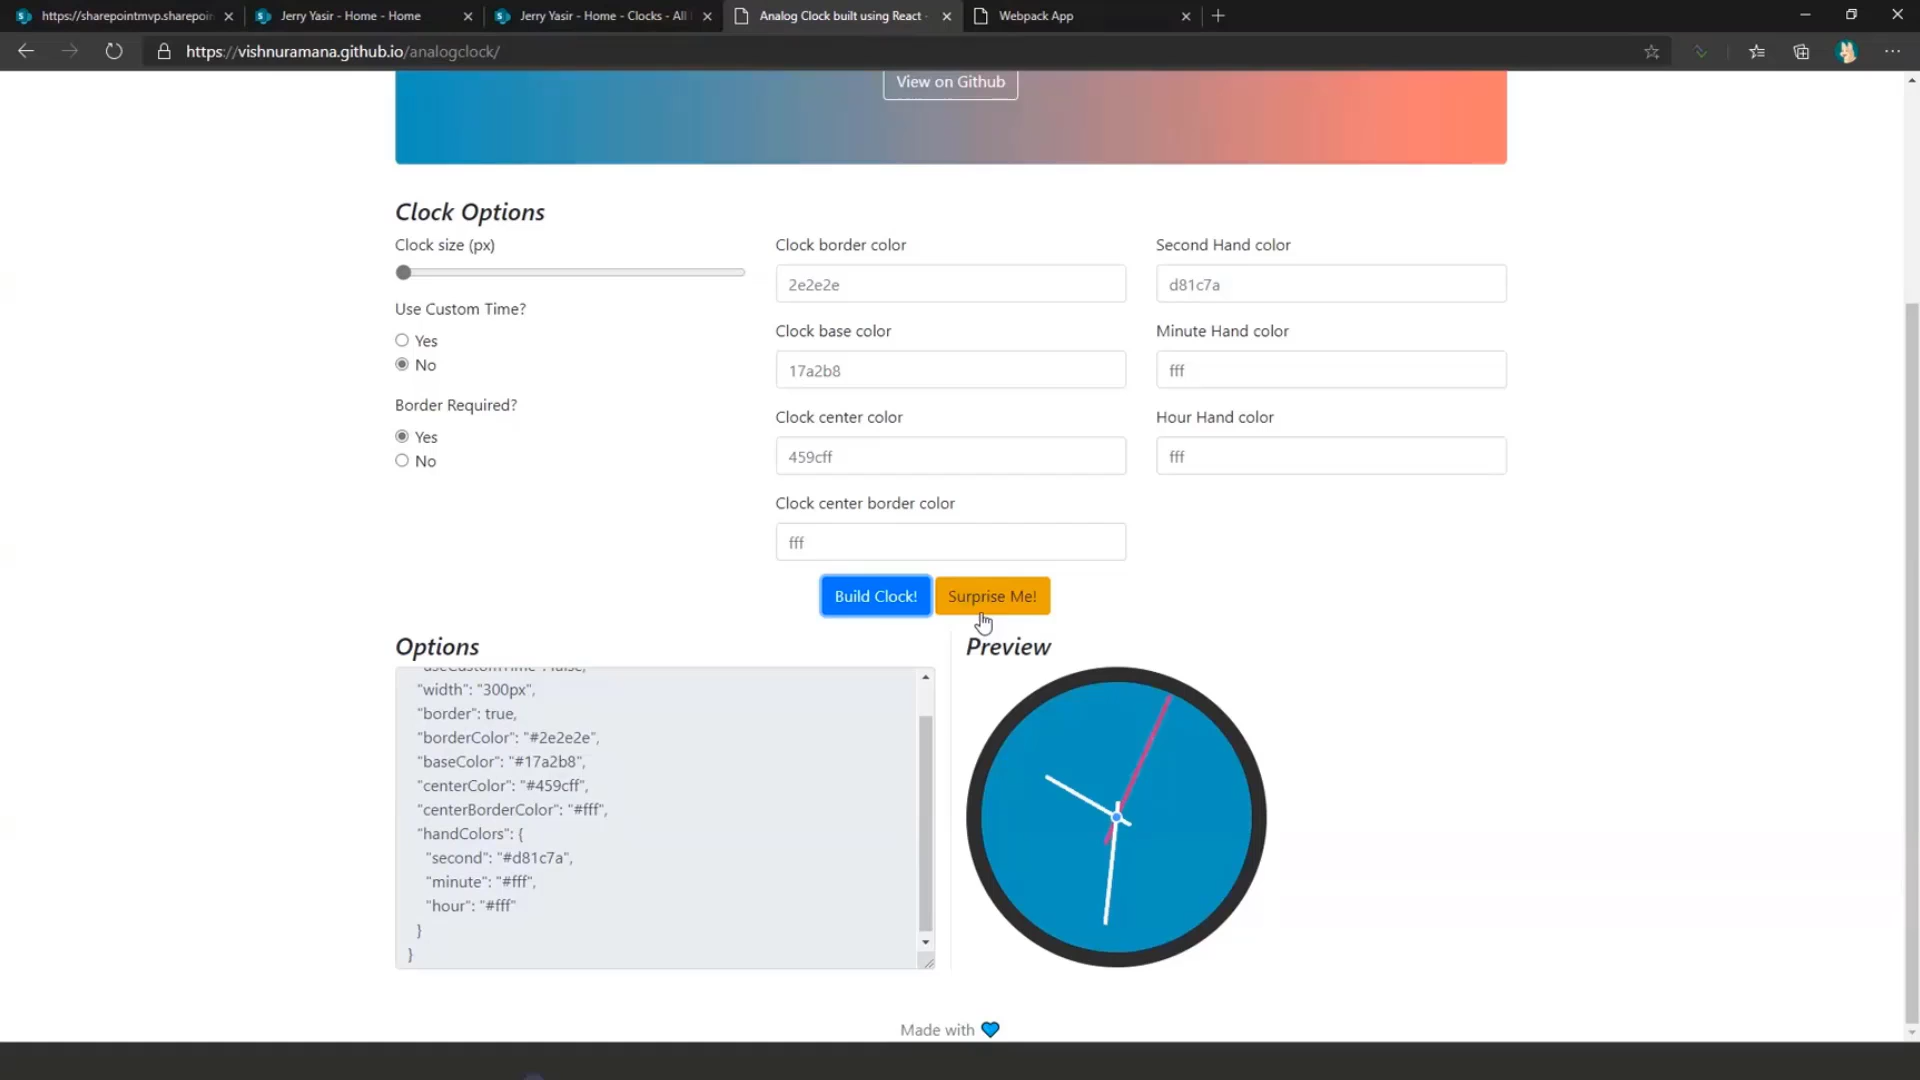 https://sharepointmvp.sharepoin
Jerry Yasir - Home - Home
Jerry Yasir - Home - Clocks - All
Analog Clock built using React -
Webpack App
https://vishnuramana.github.io/analogclock/
View on Github
Clock Options
Clock size (px)
Use Custom Time?
Yes
No
Border Required?
Yes
No
Clock border color
2e2e2e
Clock base color
17a2b8
Clock center color
459cff
Clock center border color
fff
Second Hand color
d81c7a
Minute Hand color
fff
Hour Hand color
fff
Build Clock!
Surprise Me!
Options
"useCustomTime": false,
"width": "300px",
"border": true,
"borderColor": "#2e2e2e",
"baseColor": "#17a2b8",
"centerColor": "#459cff",
"centerBorderColor": "#fff",
"handColors": {
"second": "#d81c7a",
"minute": "#fff",
"hour": "#fff"
}
}
Preview
Made with 💙